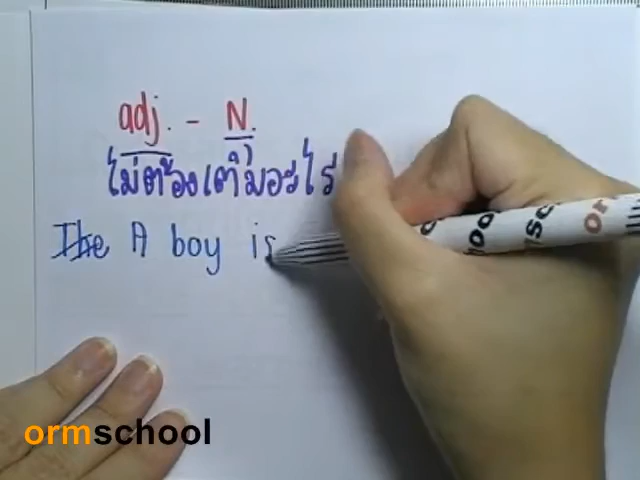 adj. - N.
ไม่ต้องเติมอะไร
The A boy is
ormschool